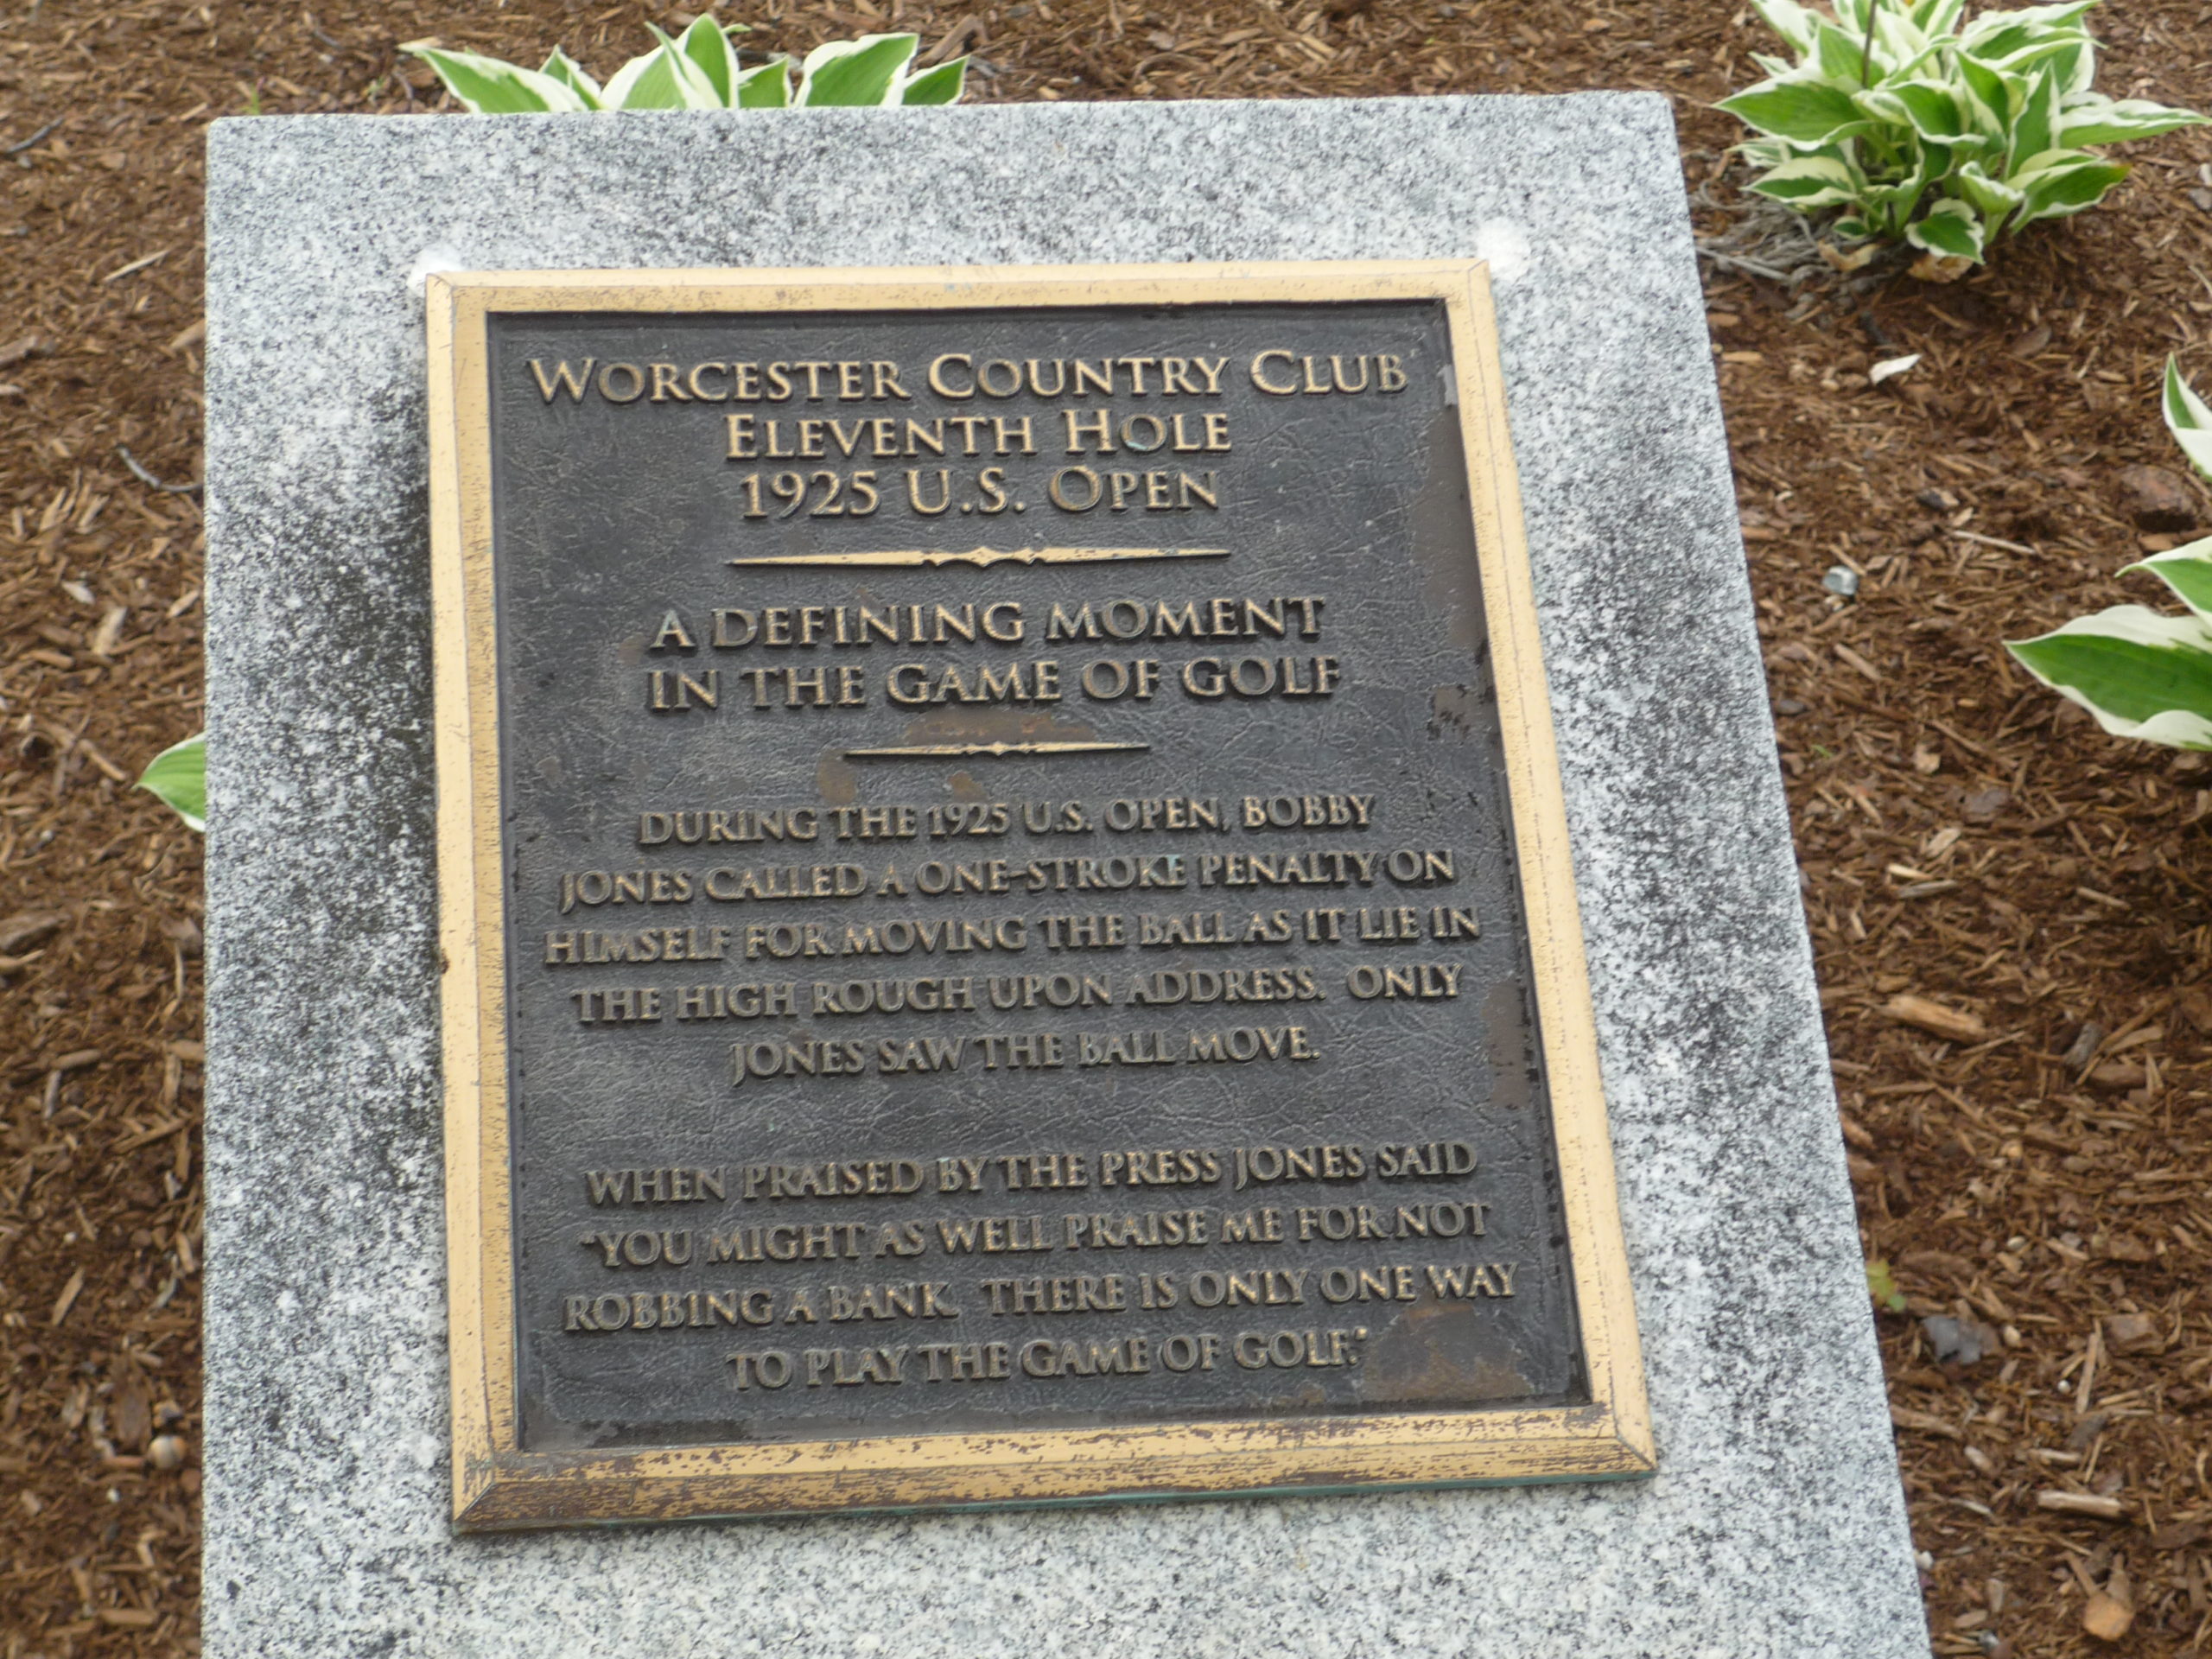 WORCESTER COUNTRY CLUB
ELEVENTH HOLE
1925 U.S. OPEN
A DEFINING MOMENT
IN THE GAME OF GOLF
DURING THE 1925 U.S. OPEN, BOBBY
JONES CALLED A ONE-STROKE PENALTY ON
HIMSELF FOR MOVING THE BALL AS IT LIE IN
THE HIGH ROUGH UPON ADDRESS. ONLY
JONES SAW THE BALL MOVE.
WHEN PRAISED BY THE PRESS JONES SAID
"YOU MIGHT AS WELL PRAISE ME FOR NOT
ROBBING A BANK. THERE IS ONLY ONE WAY
TO PLAY THE GAME OF GOLF."